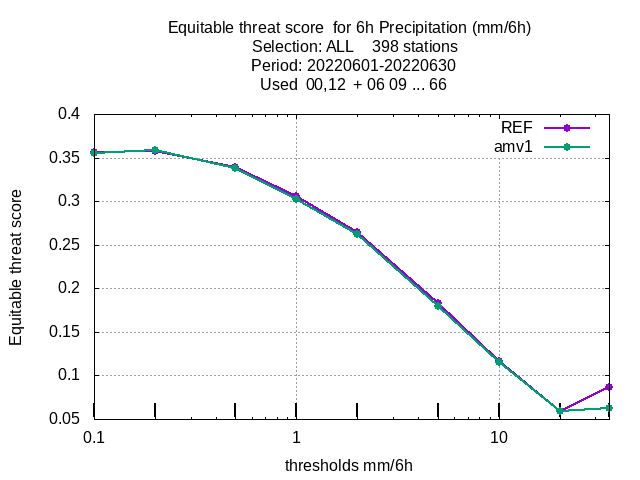 Equitable threat score  for 6h Precipitation (mm/6h)
Selection: ALL    398 stations
Period: 20220601-20220630
Used  00,12  + 06 09 ... 66
0.4
REF
amv1
0.35
0.3
0.25
0.2
0.15
0.1
0.05
Equitable threat score
0.1 1 10
thresholds mm/6h